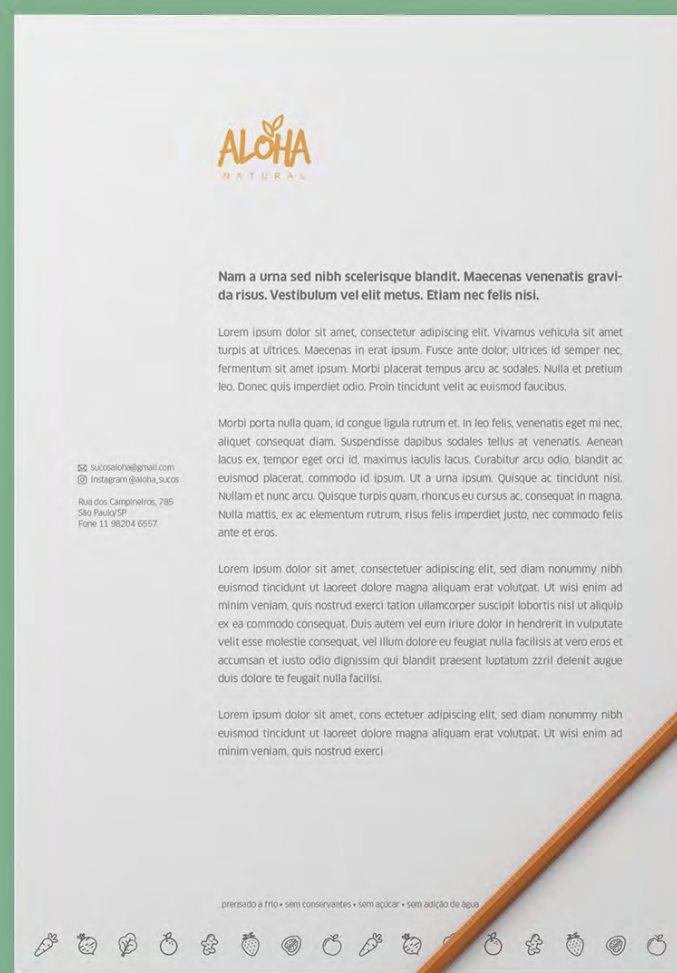 ALOHA
NATURAL
Nam a urna sed nibh scelerisque blandit. Maecenas venenatis gravi-
da risus. Vestibulum vel elit metus. Etiam nec felis nisi.
Lorem ipsum dolor sit amet, consectetur adipiscing elit. Vivamus vehicula sit amet
turpis at ultrices. Maecenas in erat ipsum. Fusce ante dolor, ultrices id semper nec,
fermentum sit amet ipsum. Morbi placerat tempus arcu ac sodales. Nulla et pretium
leo. Donec quis imperdiet odio. Proin tincidunt velit ac euismod faucibus.
Morbi porta nulla quam, id congue ligula rutrum et. In leo felis, venenatis eget mi nec,
aliquet consequat diam. Suspendisse dapibus sodales tellus at venenatis. Aenean
lacus ex, tempor eget orci id, maximus iaculis lacus. Curabitur arcu odio, blandit ac
euismod placerat, commodo id ipsum. Ut a urna ipsum. Quisque ac tincidunt nisi.
Nullam et nunc arcu. Quisque turpis quam, rhoncus eu cursus ac, consequat in magna.
Nulla mattis, ex ac elementum rutrum, risus felis imperdiet justo, nec commodo felis
ante et eros.
sucosaloha@gmail.com
Instagram @aloha_sucos
Rua dos Campineiros, 785
São Paulo/SP
Fone 11 98204 6557
Lorem ipsum dolor sit amet, consectetuer adipiscing elit, sed diam nonummy nibh
euismod tincidunt ut laoreet dolore magna aliquam erat volutpat. Ut wisi enim ad
minim veniam, quis nostrud exerci tation ullamcorper suscipit lobortis nisl ut aliquip
ex ea commodo consequat. Duis autem vel eum iriure dolor in hendrerit in vulputate
velit esse molestie consequat, vel illum dolore eu feugiat nulla facilisis at vero eros et
accumsan et iusto odio dignissim qui blandit praesent luptatum zzril delenit augue
duis dolore te feugait nulla facilisi.
Lorem ipsum dolor sit amet, cons ectetuer adipiscing elit, sed diam nonummy nibh
euismod tincidunt ut laoreet dolore magna aliquam erat volutpat. Ut wisi enim ad
minim veniam, quis nostrud exerci
prensado a frio • sem conservantes • sem açúcar • sem adição de água